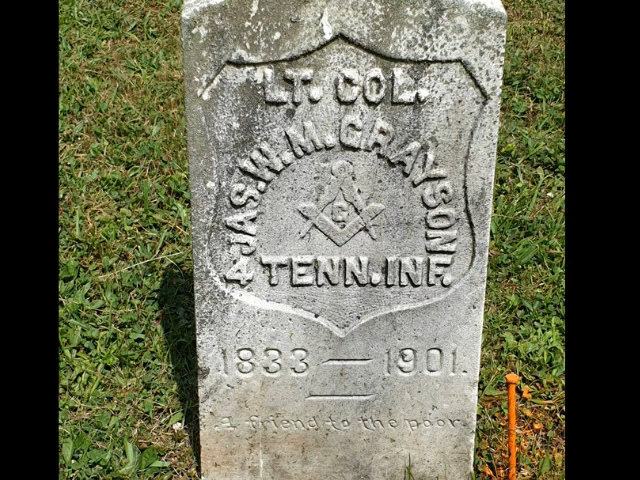 LT. COL.
JAS. W. M. GRAYSON
G
4 TENN. INF.
1833 — 1901.
A friend to the poor.